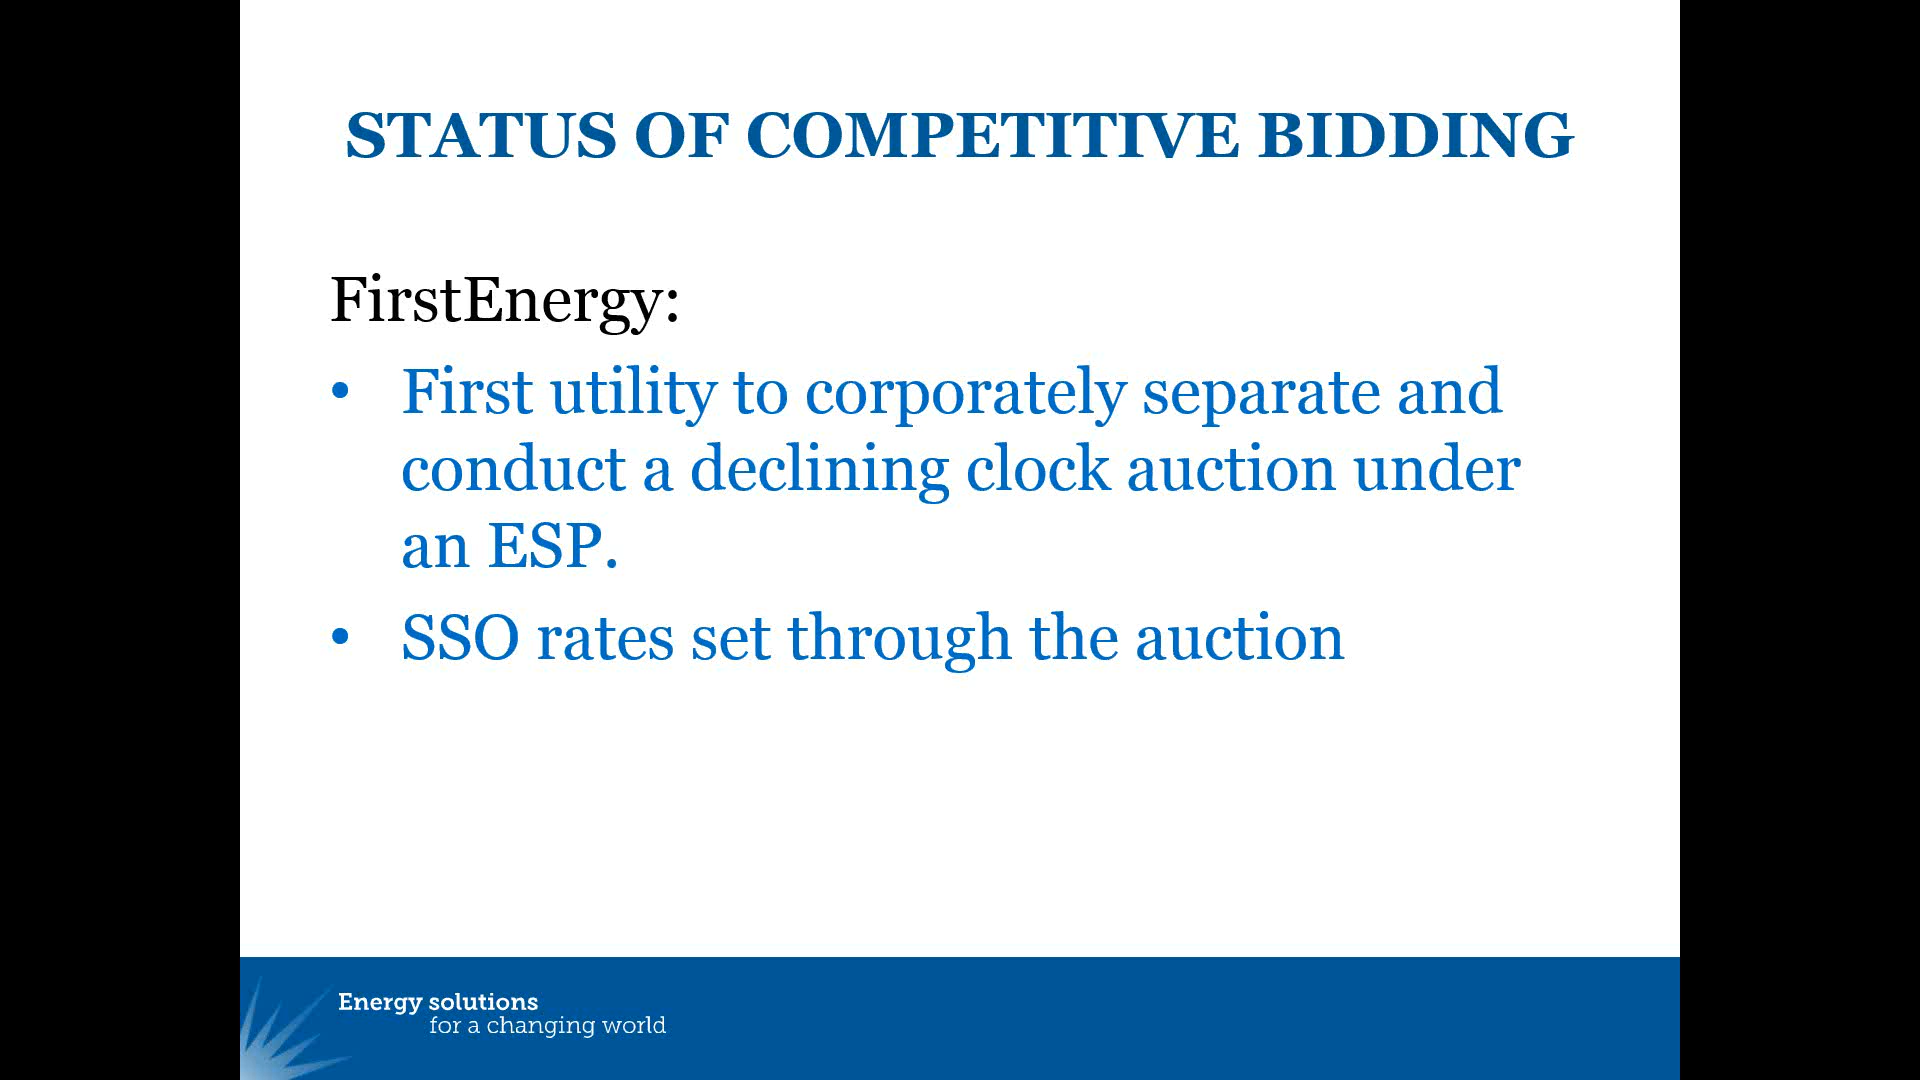 STATUS OF COMPETITIVE BIDDING
FirstEnergy:
• First utility to corporately separate and
conduct a declining clock auction under
an ESP.
• SSO rates set through the auction
Energy solutions
for a changing world